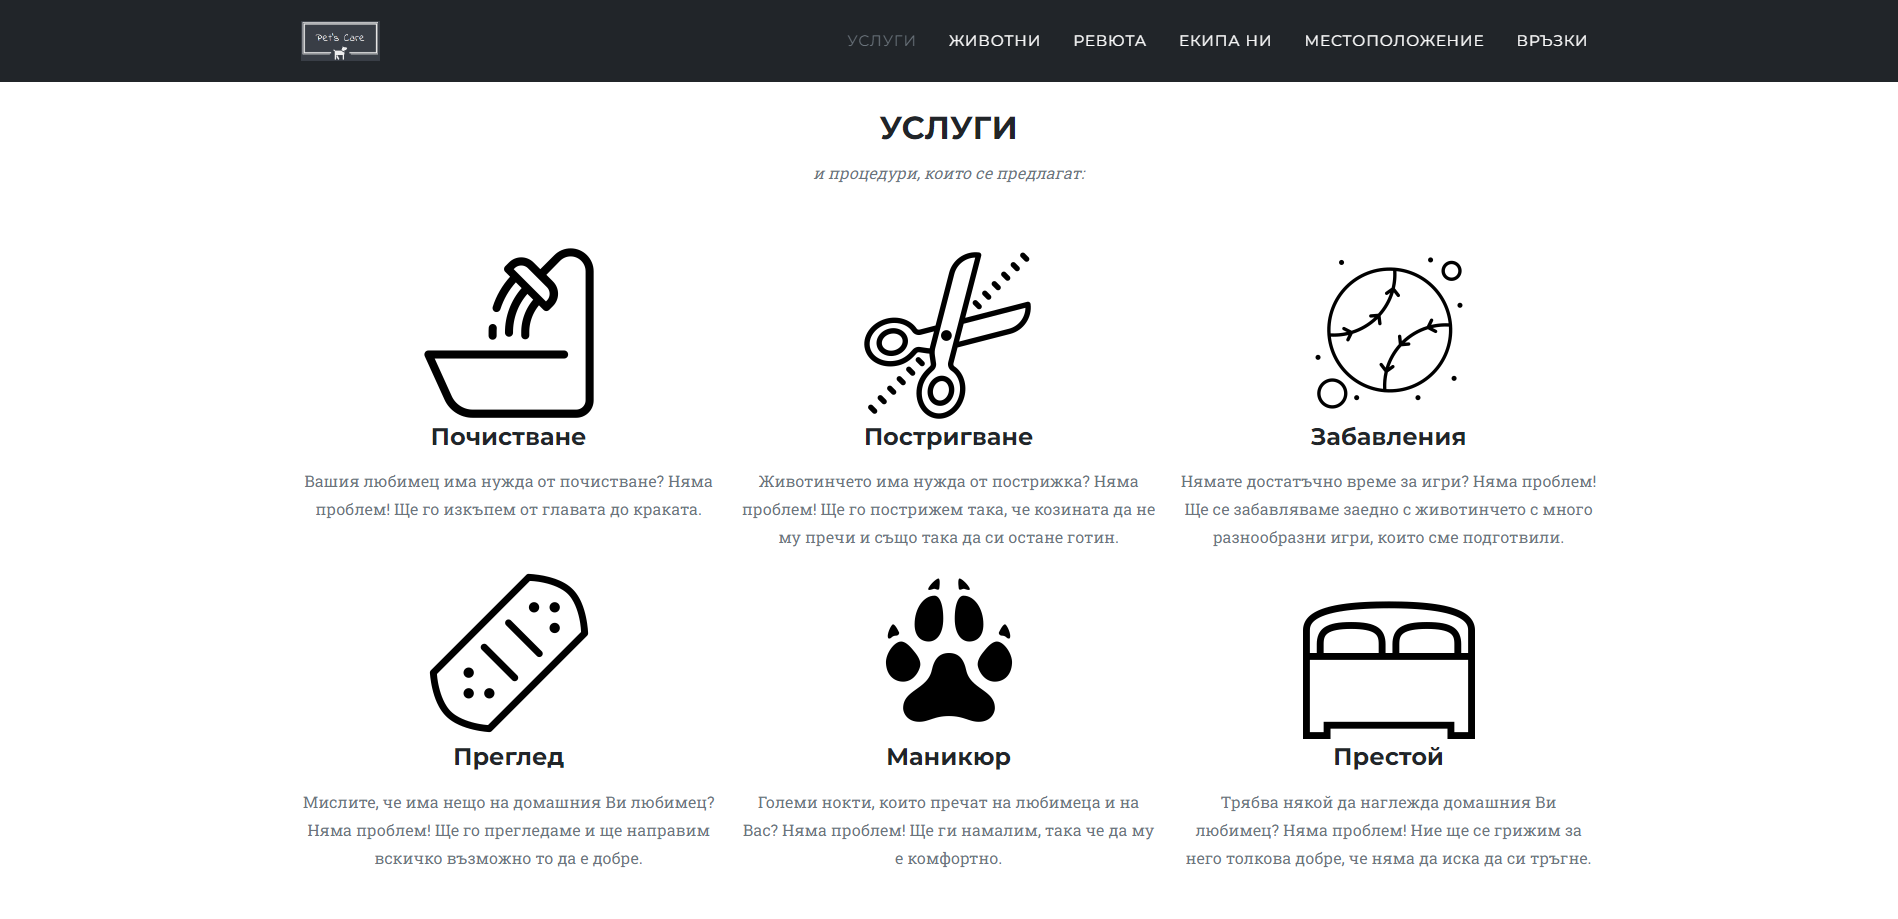 Pet's Care
УСЛУГИ ЖИВОТНИ РЕВЮТА ЕКИПА НИ МЕСТОПОЛОЖЕНИЕ ВРЪЗКИ
УСЛУГИ
и процедури, които се предлагат:
Почистване
Вашия любимец има нужда от почистване? Няма
проблем! Ще го изкъпем от главата до краката.
Постригване
Животинчето има нужда от пострижка? Няма
проблем! Ще го пострижем така, че козината да не
му пречи и също така да си остане готин.
Забавления
Нямате достатъчно време за игри? Няма проблем!
Ще се забавляваме заедно с животинчето с много
разнообразни игри, които сме подготвили.
Преглед
Мислите, че има нещо на домашния Ви любимец?
Няма проблем! Ще го прегледаме и ще направим
вскичко възможно то да е добре.
Маникюр
Големи нокти, които пречат на любимеца и на
Вас? Няма проблем! Ще ги намалим, така че да му
е комфортно.
Престой
Трябва някой да наглежда домашния Ви
любимец? Няма проблем! Ние ще се грижим за
него толкова добре, че няма да иска да си тръгне.